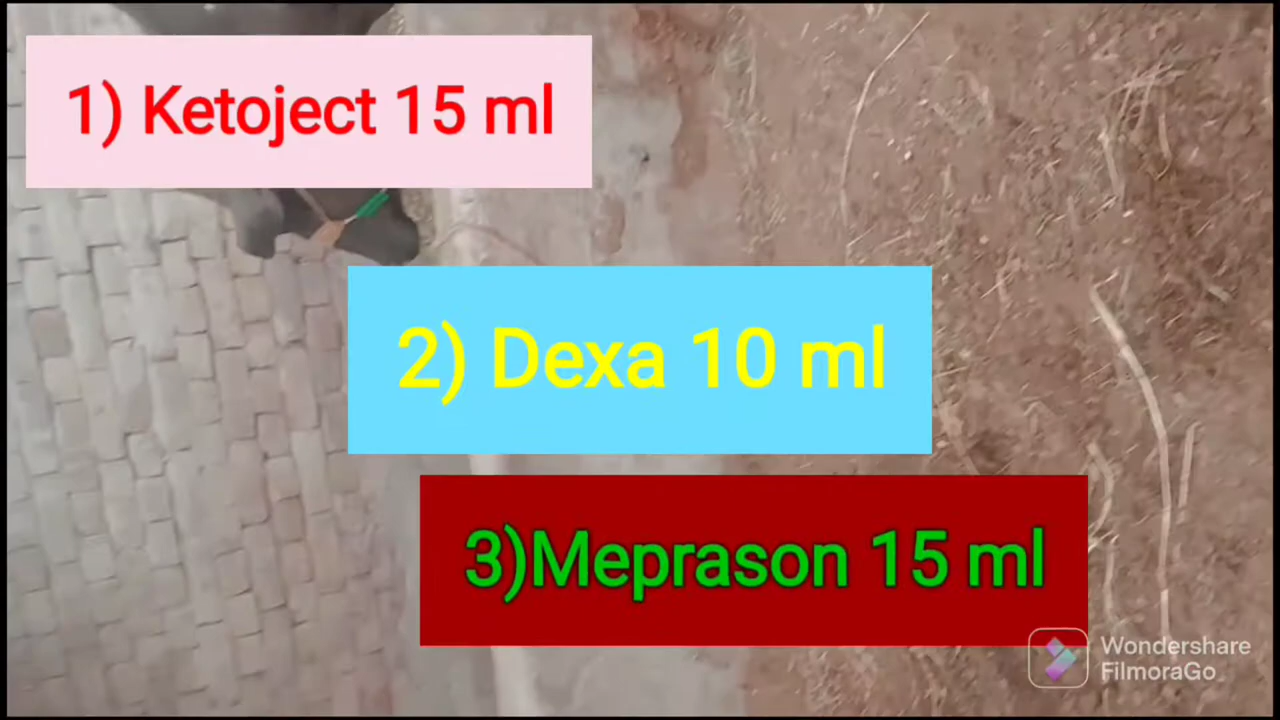 1) Ketoject 15 ml
2) Dexa 10 ml
3)Meprason 15 ml
Wondershare
FilmoraGo